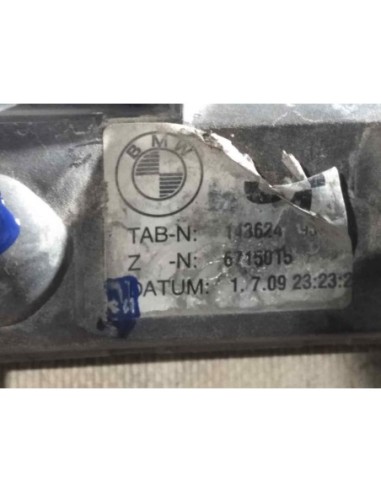 BMW
TAB-N: 143624
Z -N: 6715015
DATUM: 1. 7.09 23:23:2